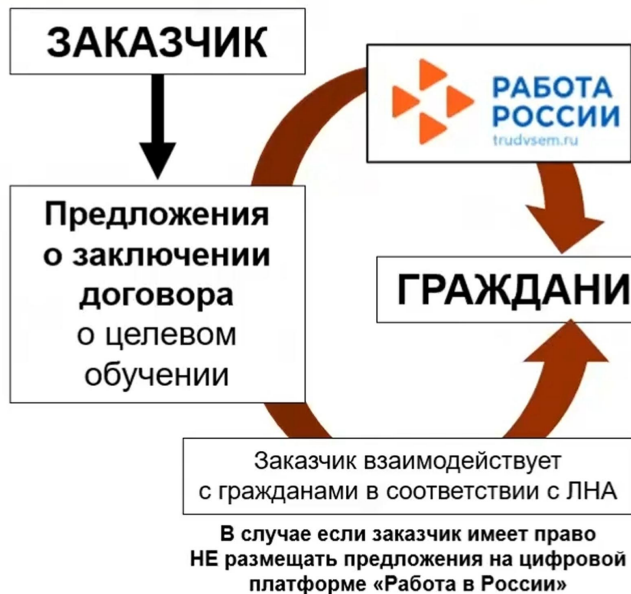 ЗАКАЗЧИК
РАБОТА
РОССИИ
trudvsem.ru
Предложения
о заключении
договора
о целевом
обучении
ГРАЖДАНИ
Заказчик взаимодействует
с гражданами в соответствии с ЛНА
В случае если заказчик имеет право
НЕ размещать предложения на цифровой
платформе «Работа в России»